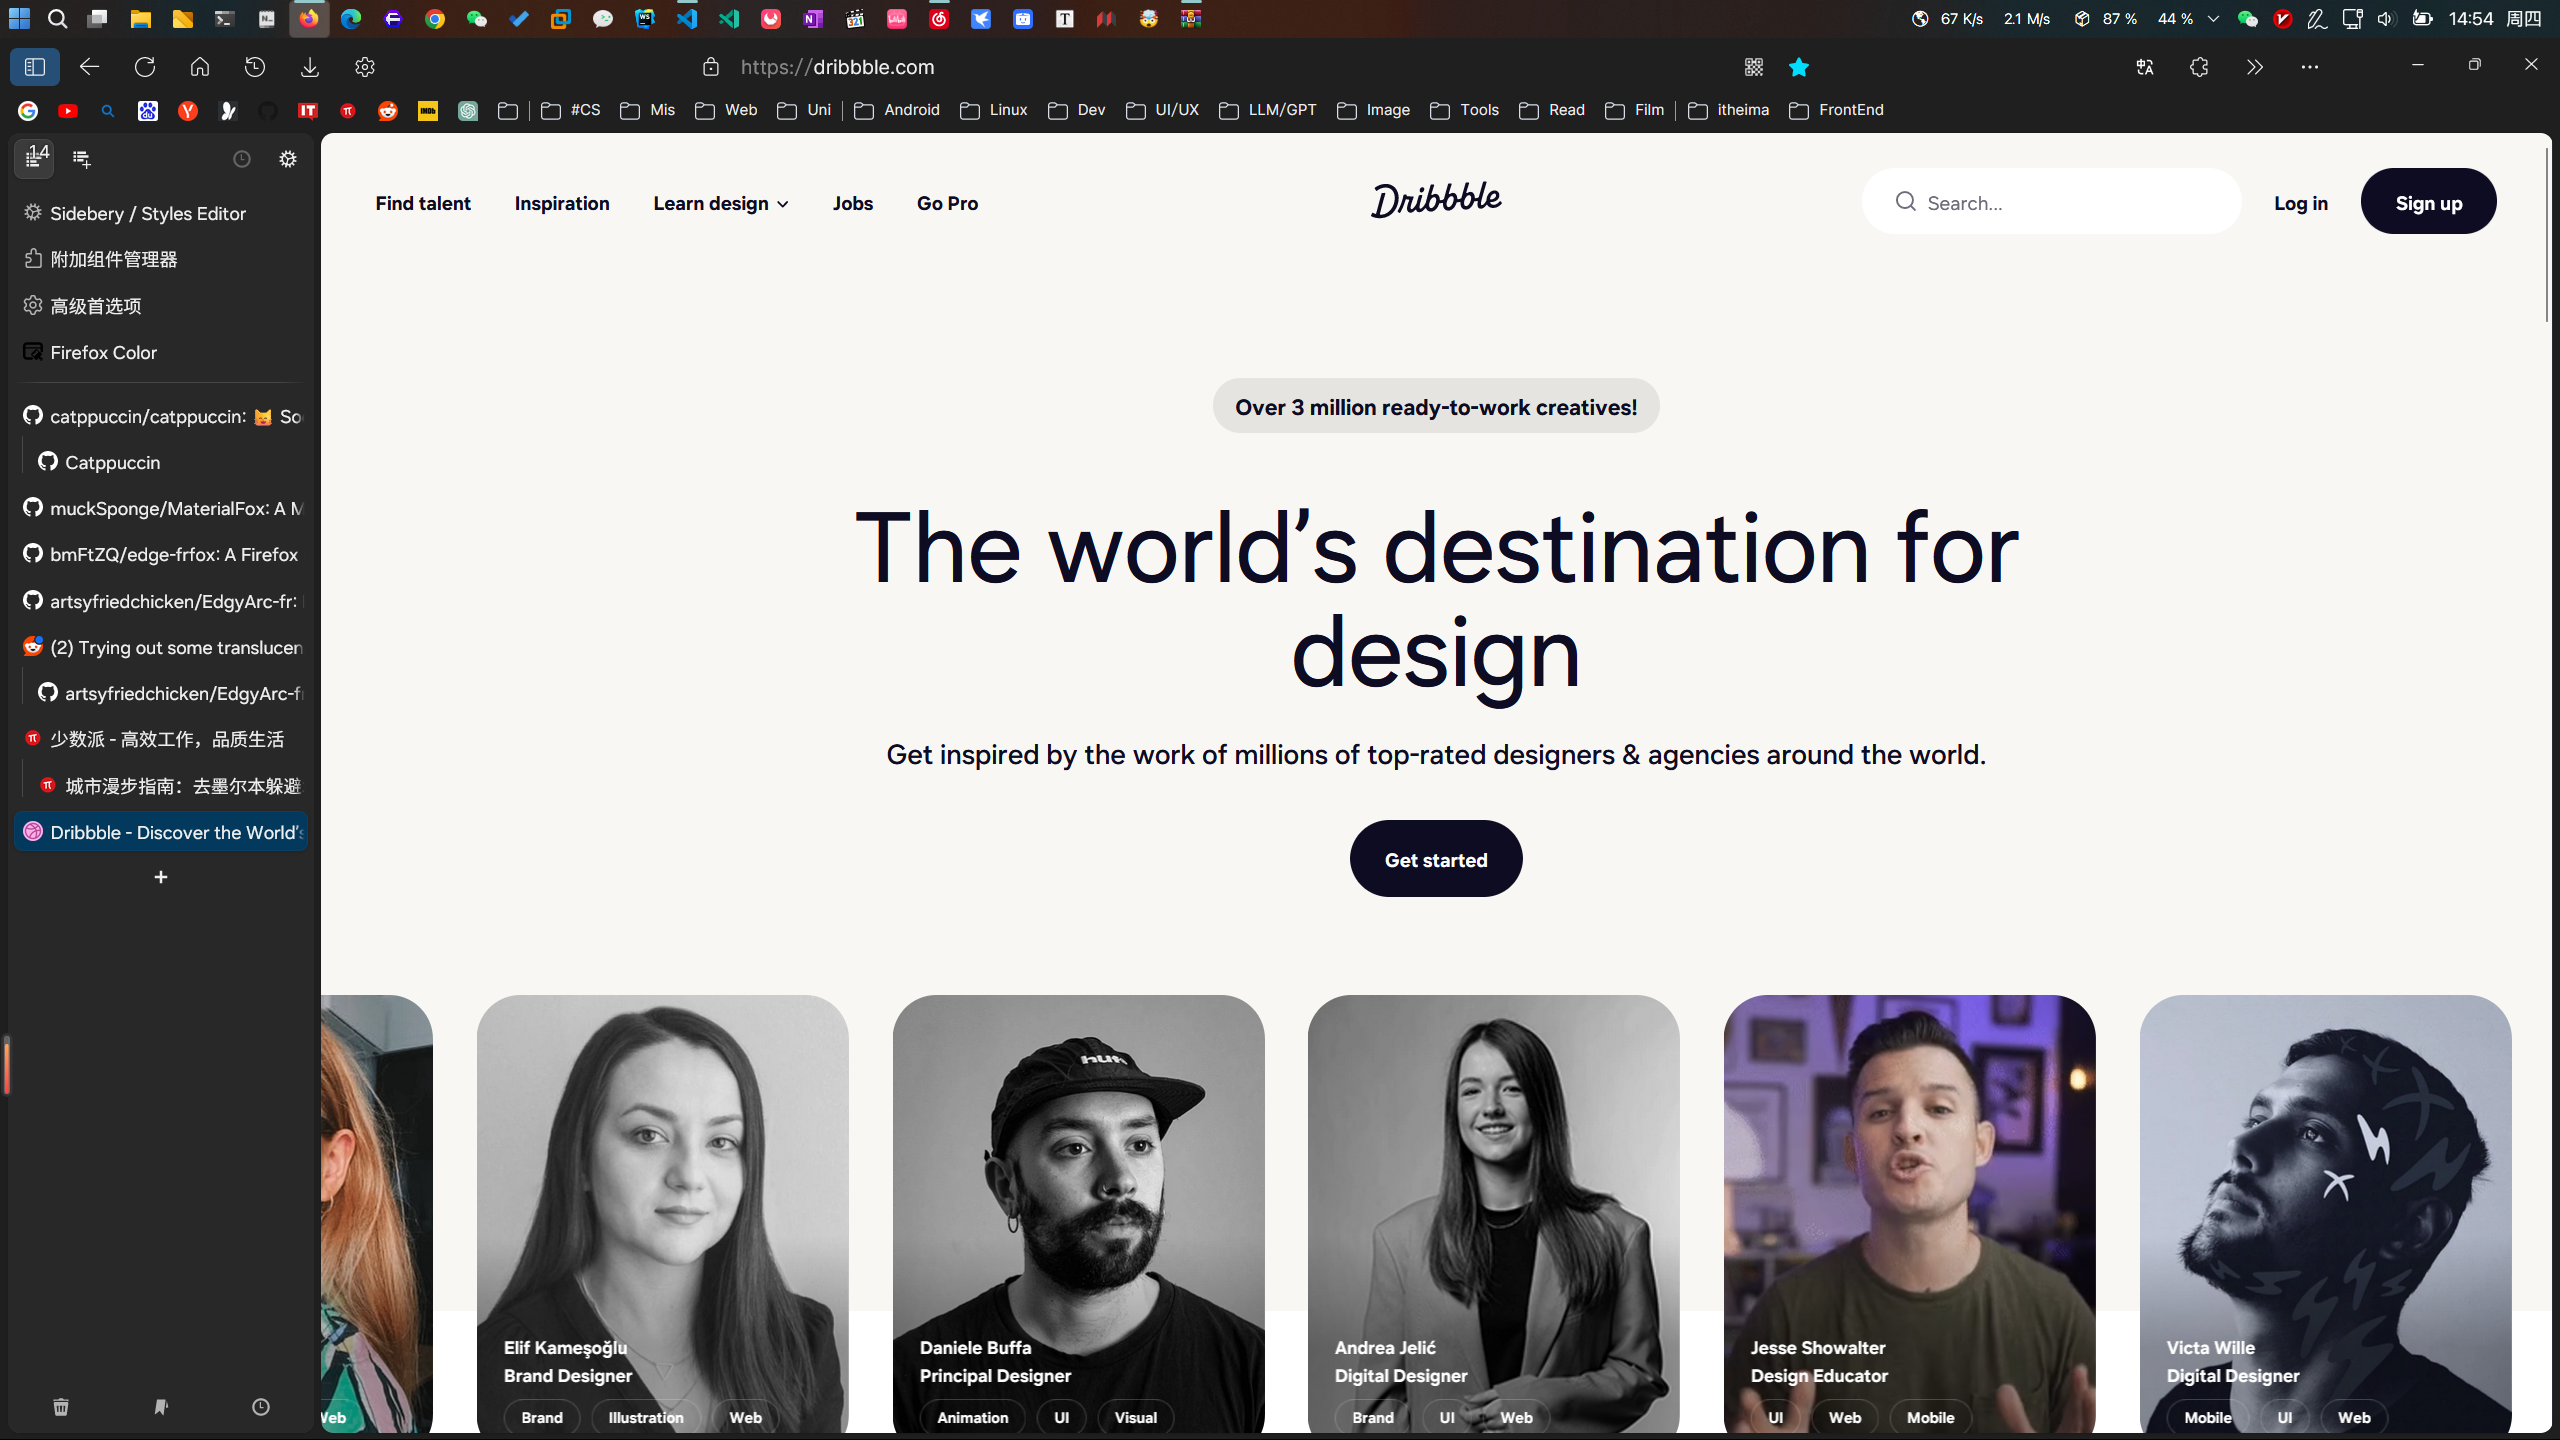 67 K/s 2.1 M/s 87 % 44 % 14:54 周四
https://dribbble.com
#CS Mis Web Uni Android Linux Dev UI/UX LLM/GPT Image Tools Read Film itheima FrontEnd
14
Sidebery / Styles Editor
附加组件管理器
高级首选项
Firefox Color
catppuccin/catppuccin: 😸 So
Catppuccin
muckSponge/MaterialFox: A M
bmFtZQ/edge-frfox: A Firefox
artsyfriedchicken/EdgyArc-fr:
(2) Trying out some translucen
artsyfriedchicken/EdgyArc-fr
少数派 - 高效工作，品质生活
城市漫步指南：去墨尔本躲避
Dribbble - Discover the World's
Find talent Inspiration Learn design Jobs Go Pro Dribbble Search... Log in Sign up
Over 3 million ready-to-work creatives!
The world’s destination for
design
Get inspired by the work of millions of top-rated designers & agencies around the world.
Get started
Web
Elif Kameşoğlu
Brand Designer
Brand Illustration Web
Daniele Buffa
Principal Designer
Animation UI Visual
Andrea Jelić
Digital Designer
Brand UI Web
Jesse Showalter
Design Educator
UI Web Mobile
Victa Wille
Digital Designer
Mobile UI Web